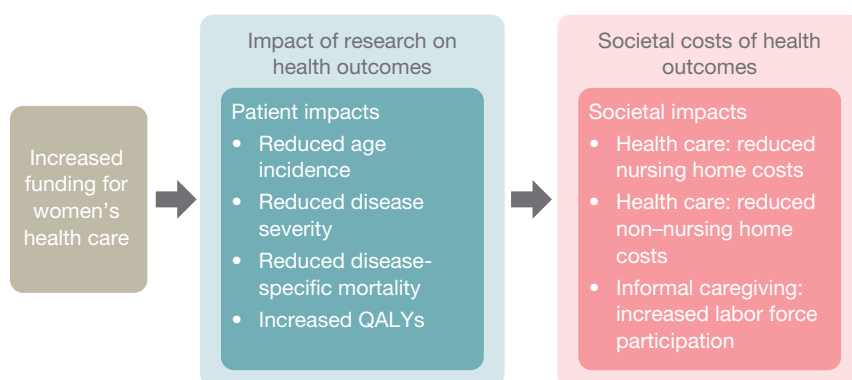 Increased
funding for
women's
health care
Impact of research on
health outcomes
Patient impacts
• Reduced age
incidence
• Reduced disease
severity
• Reduced disease-
specific mortality
• Increased QALYs
Societal costs of health
outcomes
Societal impacts
• Health care: reduced
nursing home costs
• Health care: reduced
non–nursing home
costs
• Informal caregiving:
increased labor force
participation